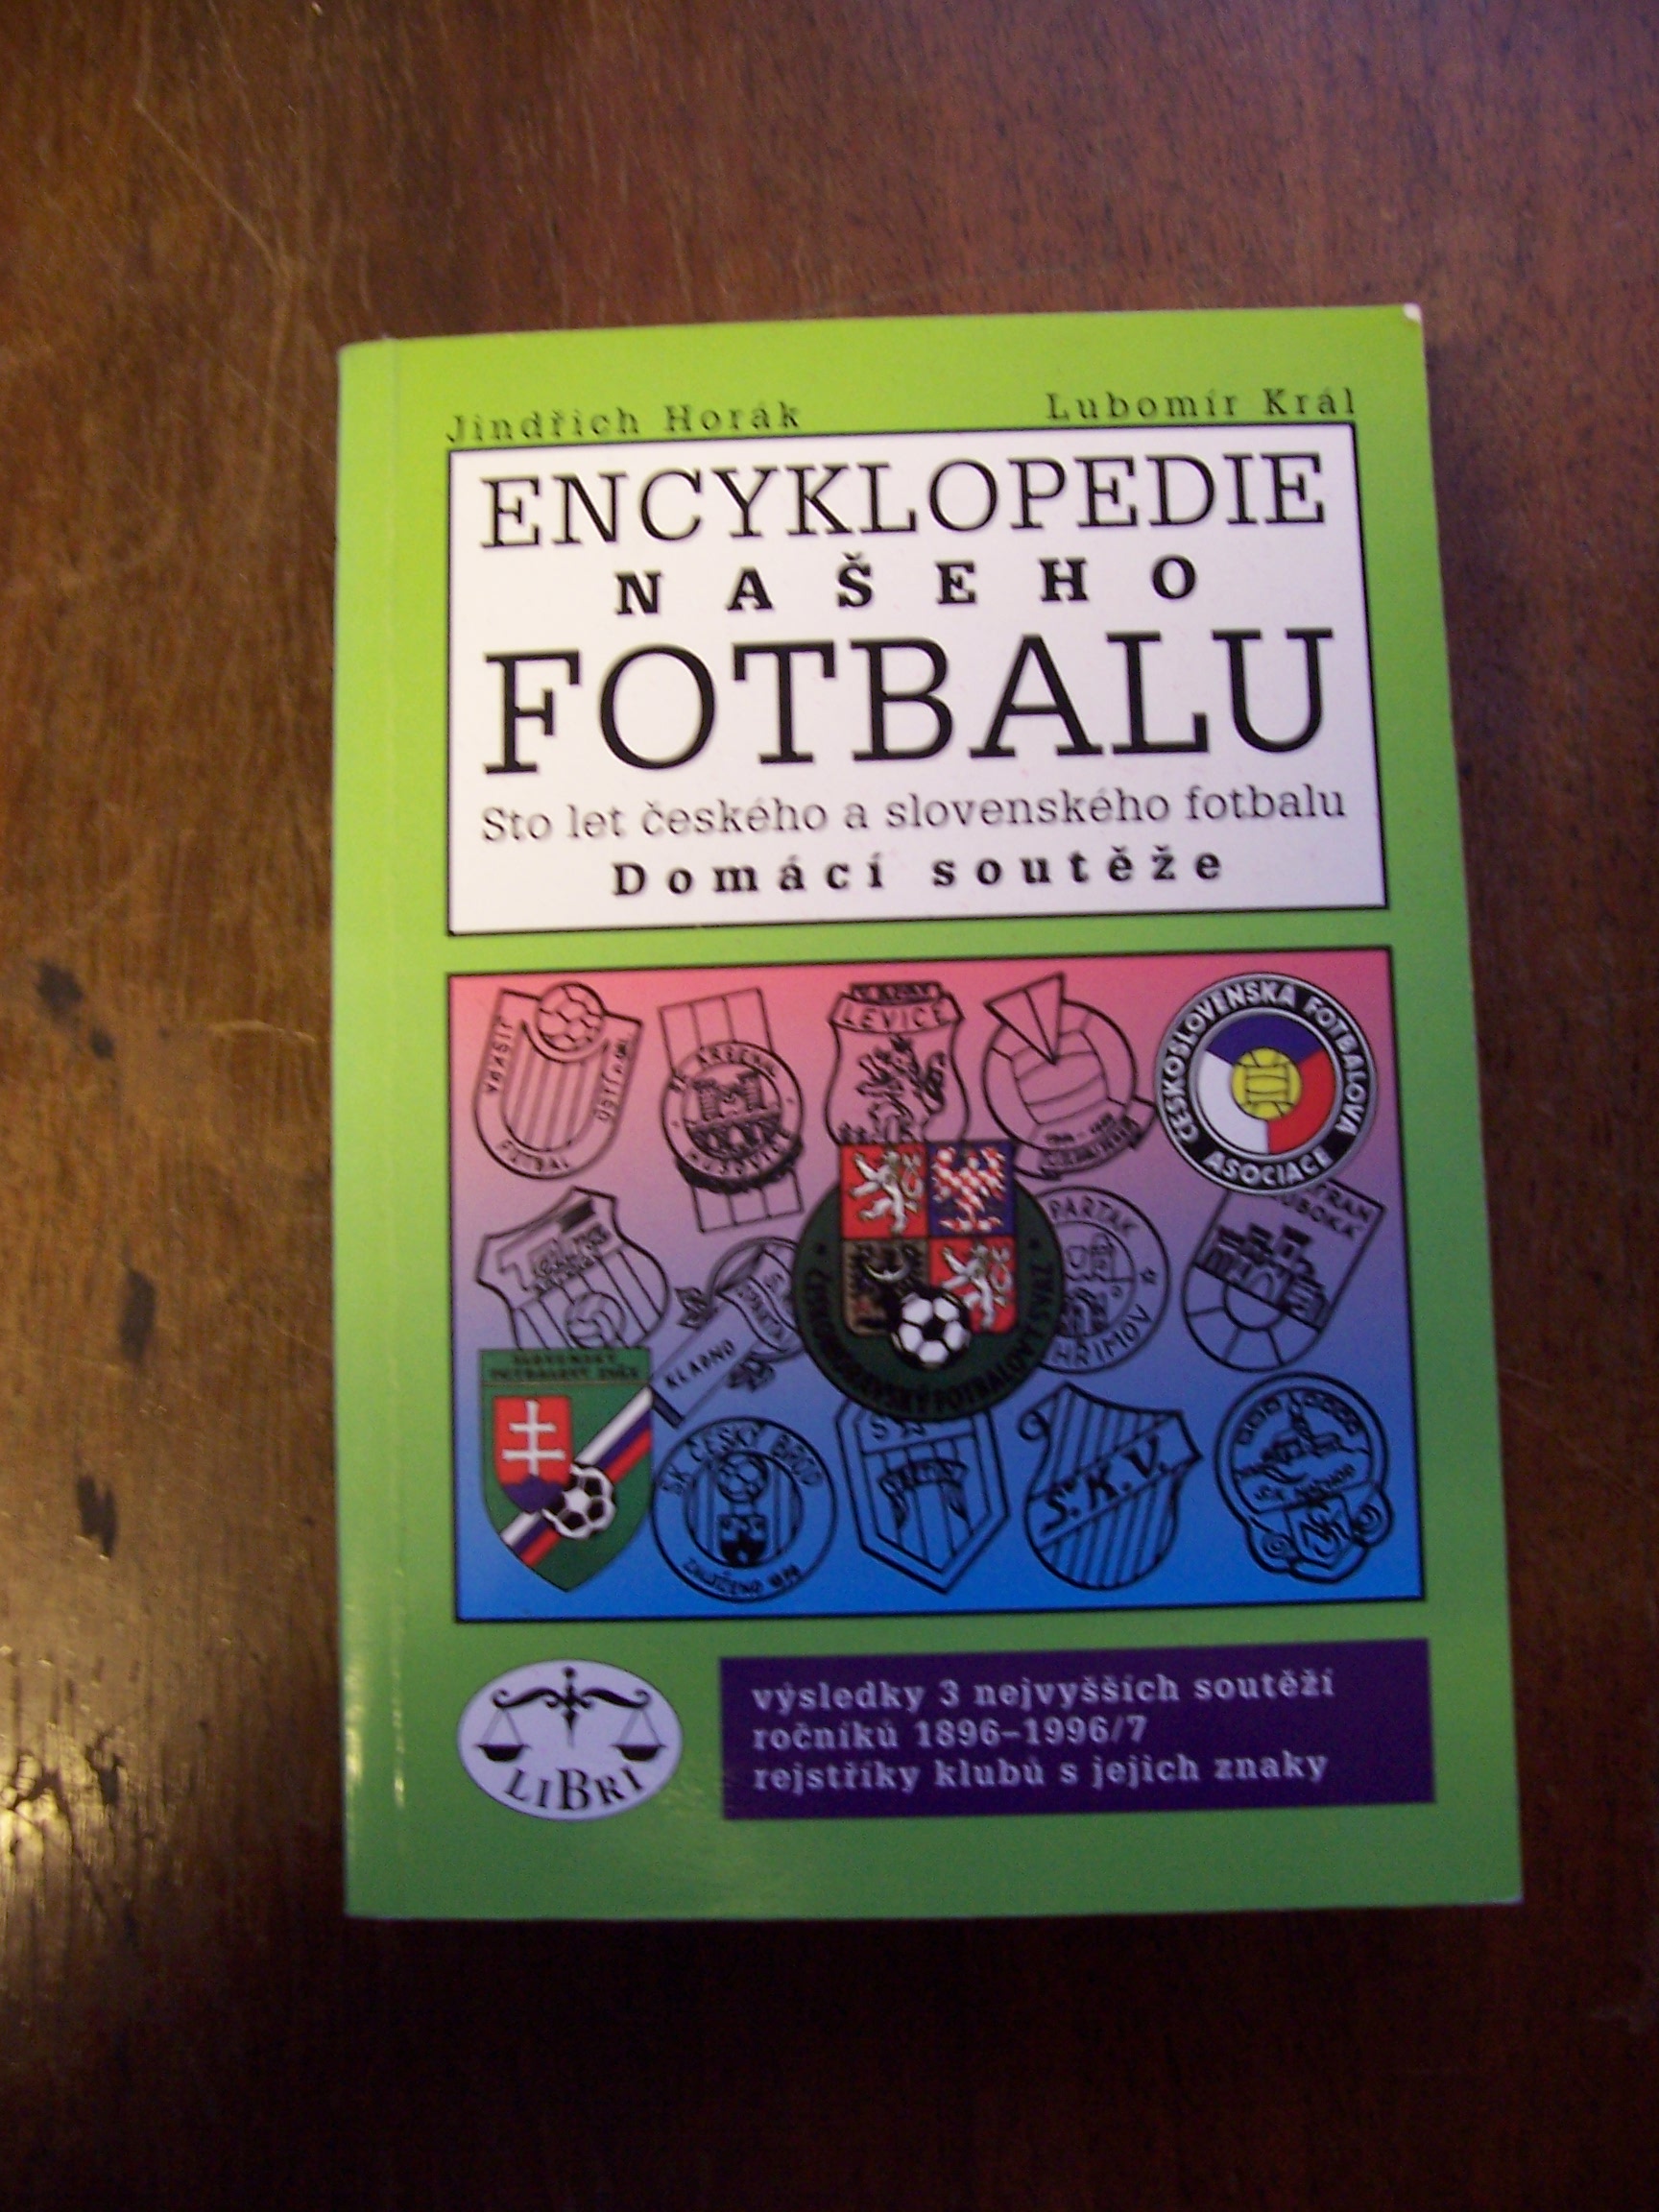 Jindřich Horák Lubomír Král
ENCYKLOPEDIE
NAŠEHO
FOTBALU
Sto let českého a slovenského fotbalu
Domácí soutěže
LEVICE
ČESKOSLOVENSKÁ FOTBALOVÁ
ASOCIACE
FOTBAL
KLADNO
SK ČESKÝ BROD
Š.K.V.
LIBRI
výsledky 3 nejvyšších soutěží
ročníků 1896–1996/7
rejstříky klubů s jejich znaky